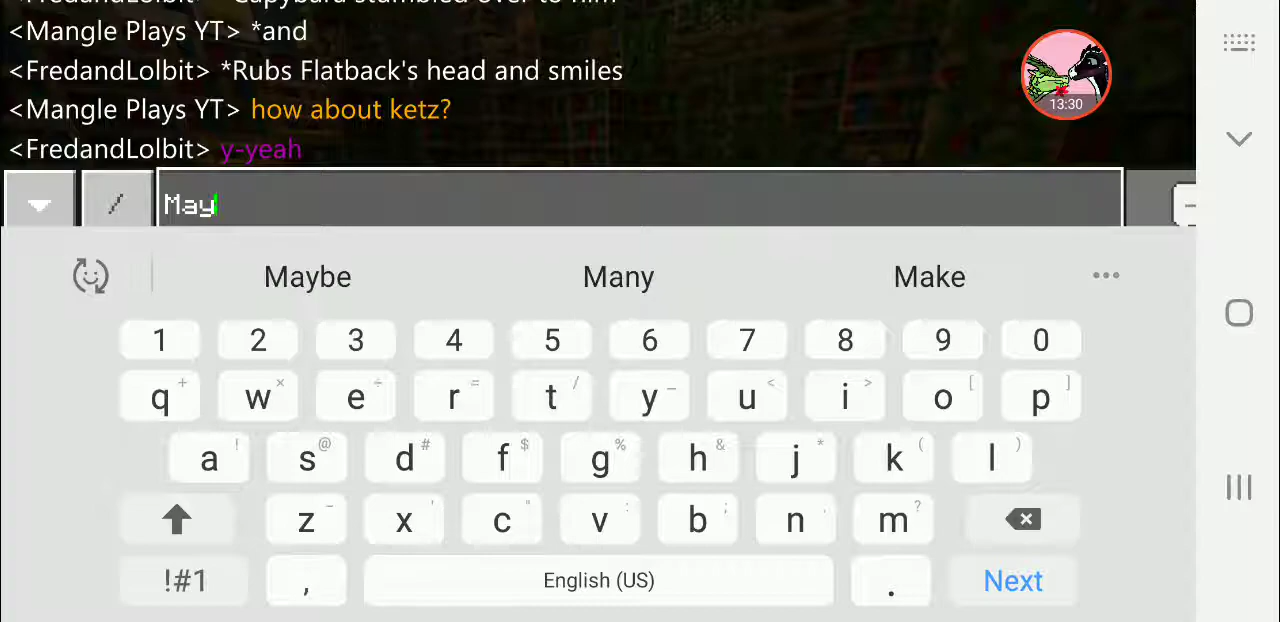 <Mangle Plays YT> *and
<FredandLolbit> *Rubs Flatback's head and smiles
<Mangle Plays YT> how about ketz?
<FredandLolbit> y-yeah
13:30
/ May
Maybe Many Make
1 2 3 4 5 6 7 8 9 0
q + w × e ÷ r = t / y _ u < i > o [ p ]
a ! s @ d # f $ g % h & j * k ( l )
z - x ' c " v : b ; n , m ?
!#1 , English (US) . Next